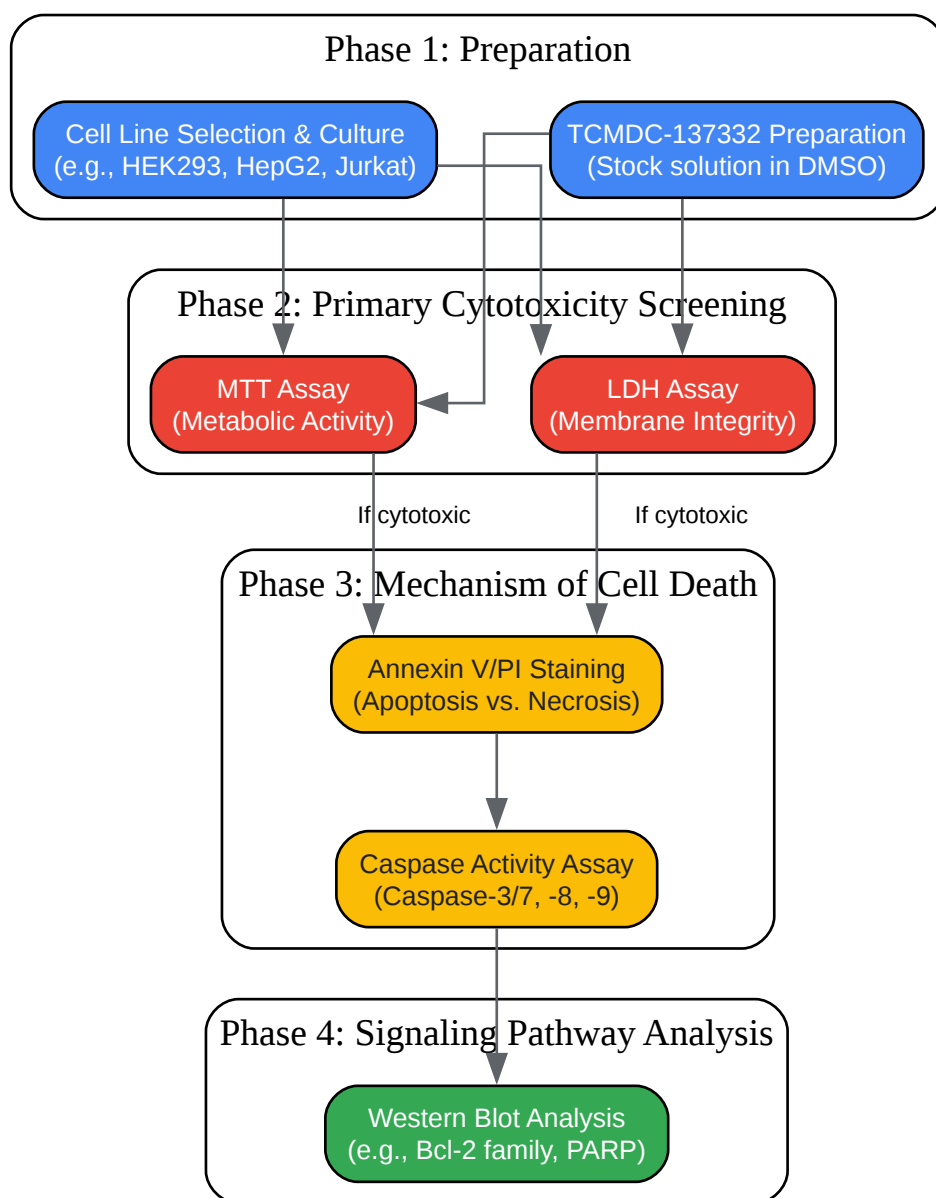 Phase 1: Preparation
Cell Line Selection & Culture
(e.g., HEK293, HepG2, Jurkat)
TCMDC-137332 Preparation
(Stock solution in DMSO)
Phase 2: Primary Cytotoxicity Screening
MTT Assay
(Metabolic Activity)
LDH Assay
(Membrane Integrity)
If cytotoxic
If cytotoxic
Phase 3: Mechanism of Cell Death
Annexin V/PI Staining
(Apoptosis vs. Necrosis)
Caspase Activity Assay
(Caspase-3/7, -8, -9)
Phase 4: Signaling Pathway Analysis
Western Blot Analysis
(e.g., Bcl-2 family, PARP)